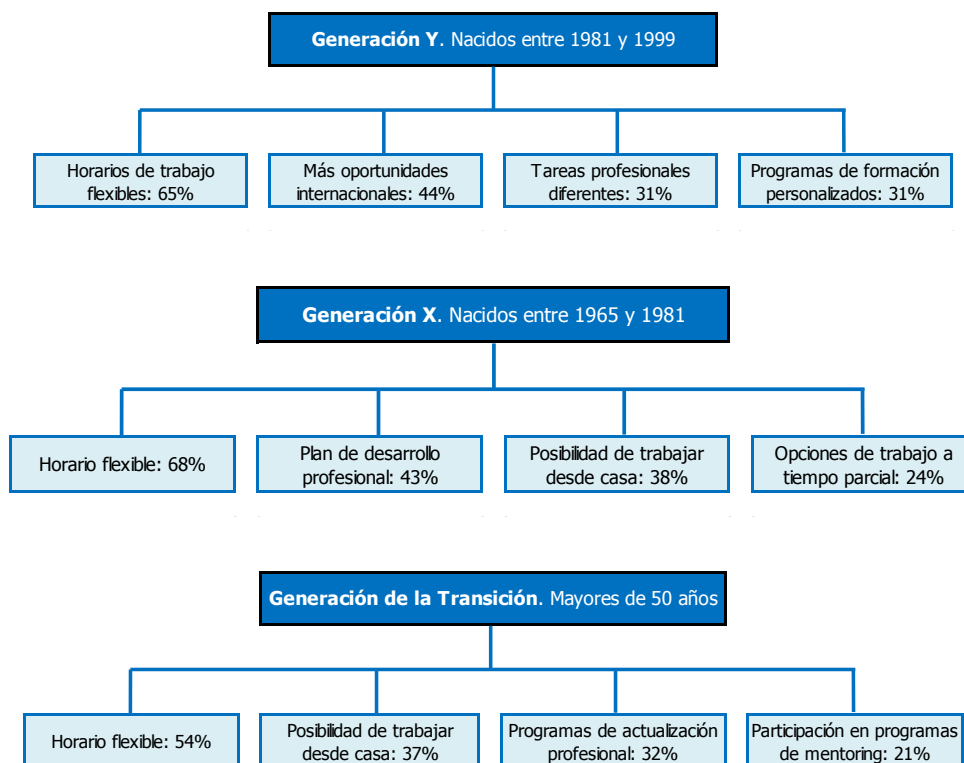 Generación Y. Nacidos entre 1981 y 1999
Horarios de trabajo
flexibles: 65%
Más oportunidades
internacionales: 44%
Tareas profesionales
diferentes: 31%
Programas de formación
personalizados: 31%
Generación X. Nacidos entre 1965 y 1981
Horario flexible: 68%
Plan de desarrollo
profesional: 43%
Posibilidad de trabajar
desde casa: 38%
Opciones de trabajo a
tiempo parcial: 24%
Generación de la Transición. Mayores de 50 años
Horario flexible: 54%
Posibilidad de trabajar
desde casa: 37%
Programas de actualización
profesional: 32%
Participación en programas
de mentoring: 21%